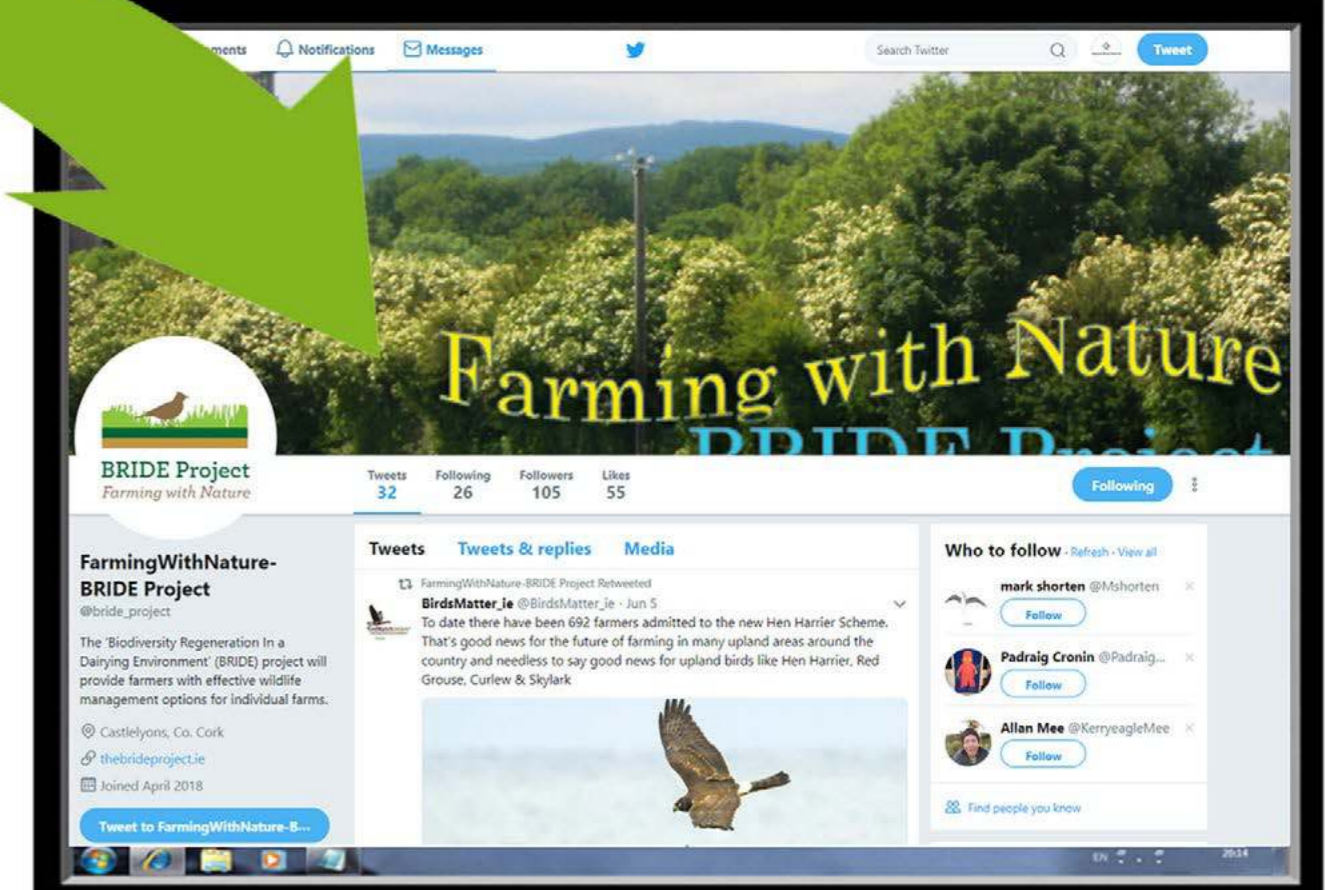 Notifications
Messages
Search Twitter
Tweet
Farming with Nature
BRIDE Project
BRIDE Project
Farming with Nature
Tweets Following Followers Likes
32 26 105 55
Following
FarmingWithNature-
BRIDE Project
@bride_project
The 'Biodiversity Regeneration In a
Dairying Environment' (BRIDE) project will
provide farmers with effective wildlife
management options for individual farms.
Castlelyons, Co. Cork
thebrideproject.ie
Joined April 2018
Tweet to FarmingWithNature-B...
Tweets Tweets & replies Media
FarmingWithNature-BRIDE Project Retweeted
BirdsMatter_ie @BirdsMatter_ie · Jun 5
To date there have been 692 farmers admitted to the new Hen Harrier Scheme.
That's good news for the future of farming in many upland areas around the
country and needless to say good news for upland birds like Hen Harrier, Red
Grouse, Curlew & Skylark
Who to follow · Refresh · View all
mark shorten @Mshorten
Follow
Padraig Cronin @Padraig...
Follow
Allan Mee @KerryeagleMee
Follow
Find people you know
EN
20:14